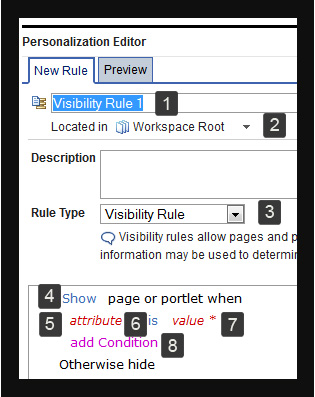 Personalization Editor
New Rule Preview
Visibility Rule 1 1
Located in Workspace Root 2
Description
Rule Type Visibility Rule 3
Visibility rules allow pages and p
information may be used to determin
4 Show page or portlet when
5 attribute 6 is value * 7
add Condition 8
Otherwise hide